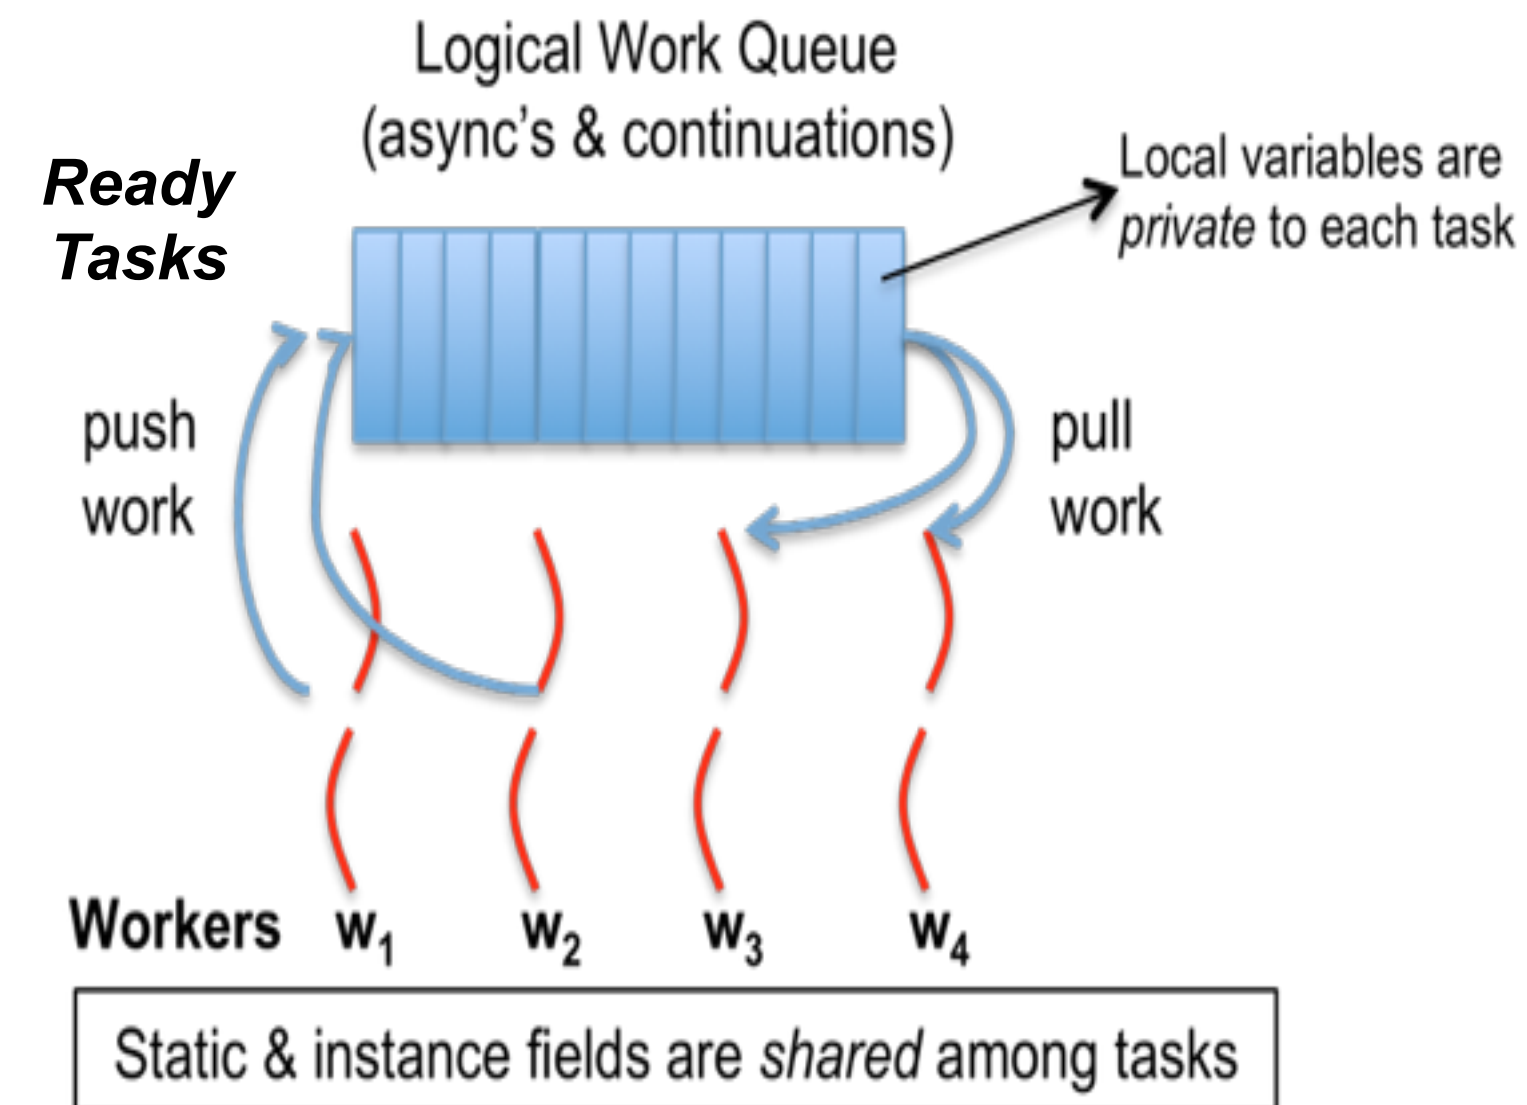 Logical Work Queue
(async's & continuations)
Ready
Tasks
Local variables are
private to each task
push
work
pull
work
Workers w₁ w₂ w₃ w₄
Static & instance fields are shared among tasks